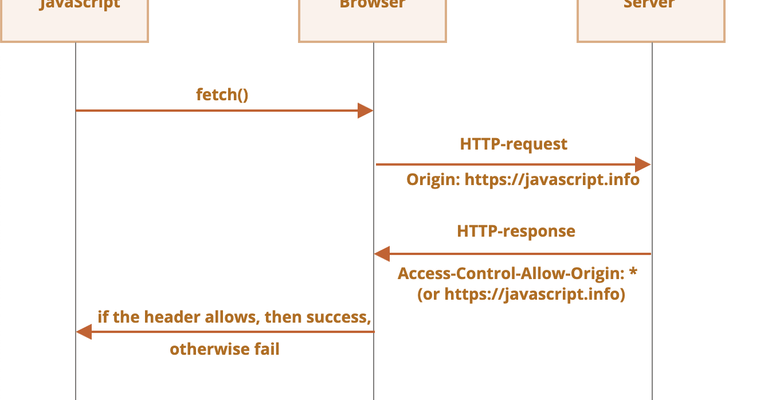 JavaScript
Browser
Server
fetch()
HTTP-request
Origin: https://javascript.info
HTTP-response
Access-Control-Allow-Origin: *
(or https://javascript.info)
if the header allows, then success,
otherwise fail